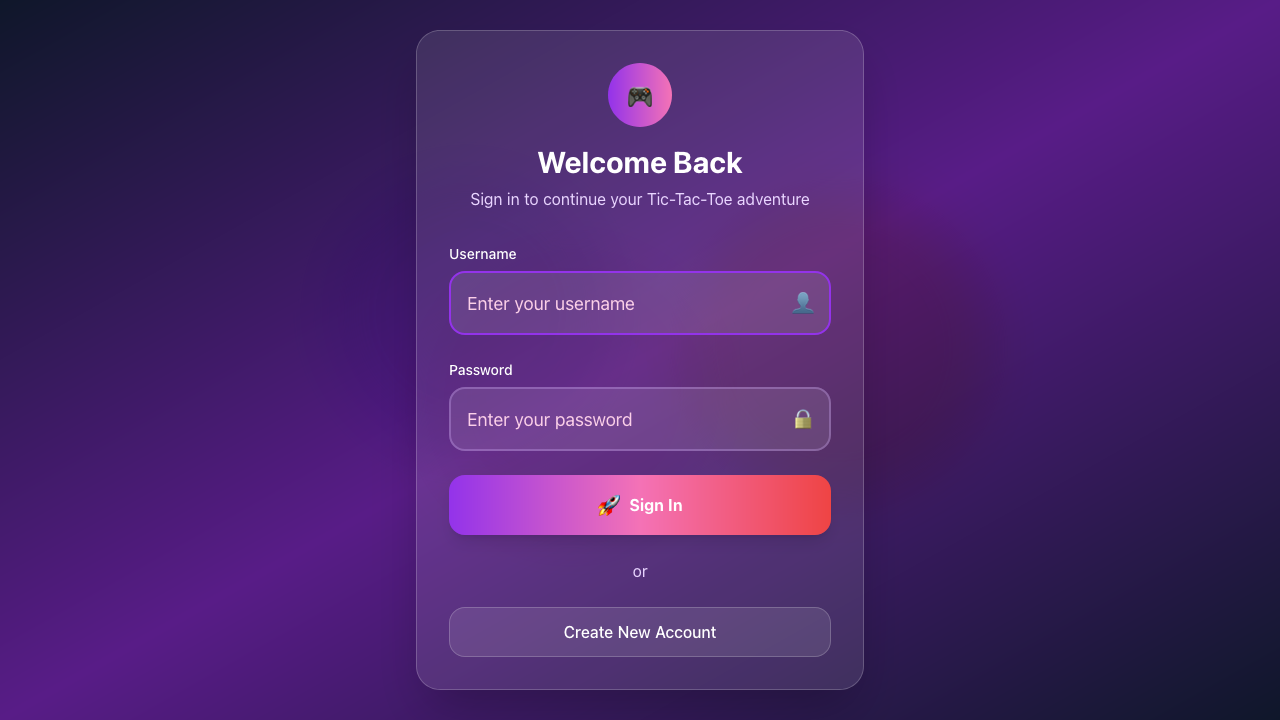 Welcome Back
Sign in to continue your Tic-Tac-Toe adventure
Username
Enter your username
Password
Enter your password
🚀 Sign In
or
Create New Account